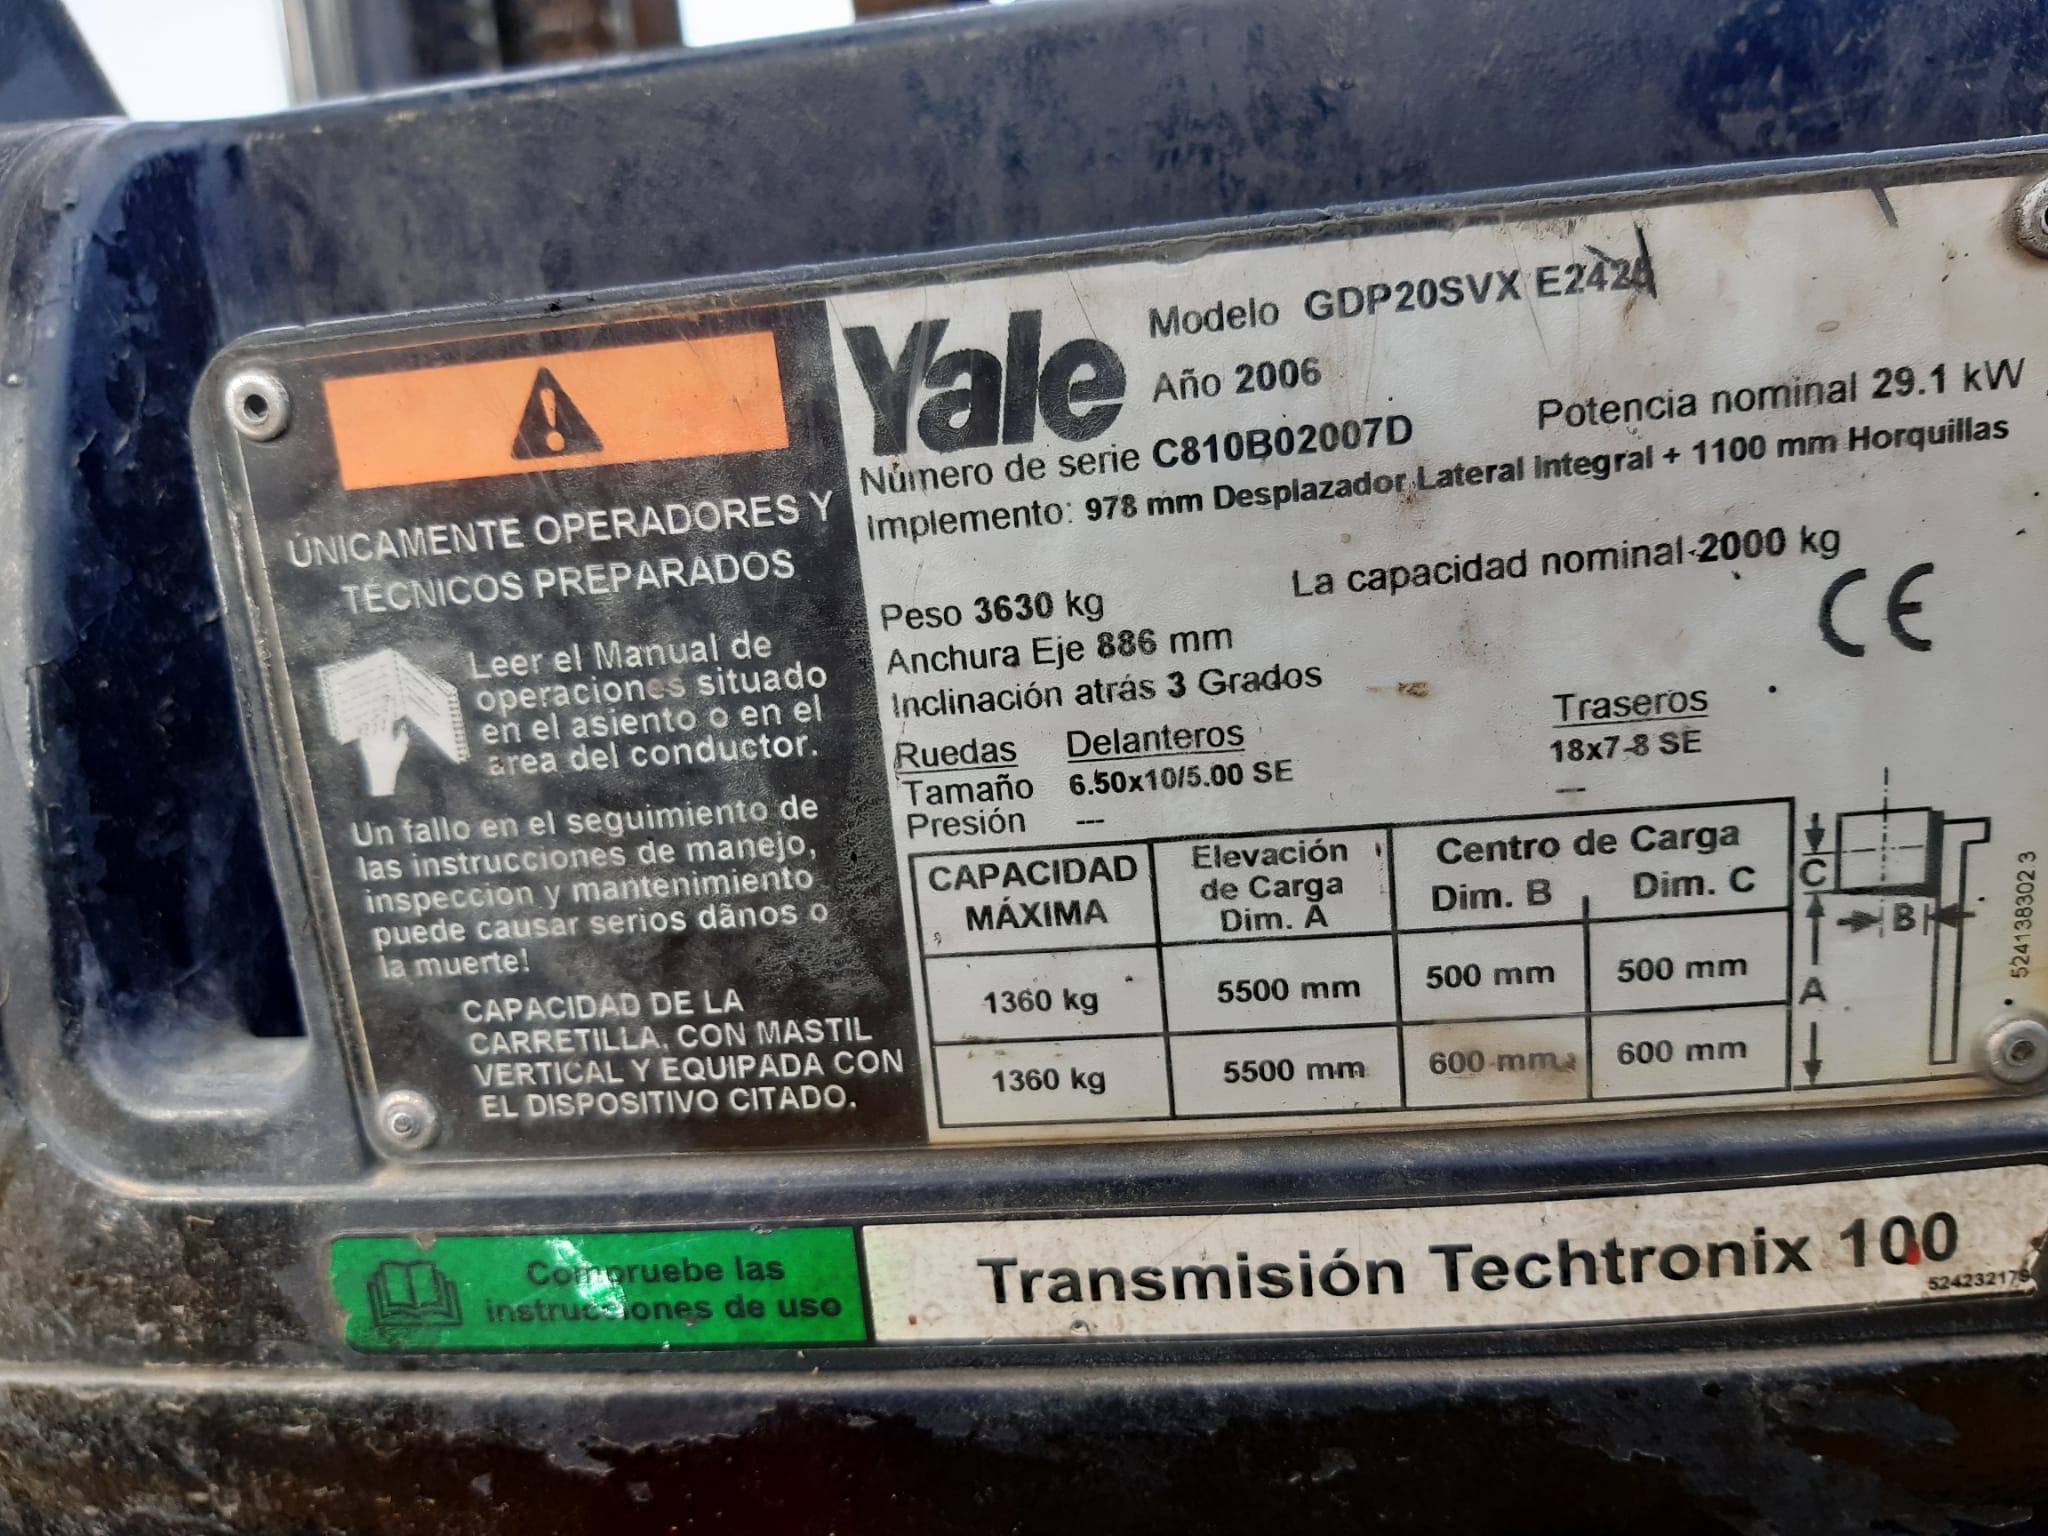 ÚNICAMENTE OPERADORES Y
TÉCNICOS PREPARADOS
Leer el Manual de
operaciones situado
en el asiento o en el
area del conductor.
Un fallo en el seguimiento de
las instrucciones de manejo,
inspeccion y mantenimiento
puede causar serios dãnos o
la muerte!
CAPACIDAD DE LA
CARRETILLA, CON MASTIL
VERTICAL Y EQUIPADA CON
EL DISPOSITIVO CITADO.
Yale
Modelo GDP20SVX
Año 2006
Potencia nominal 29.1 kW
Número de serie C810B02007D
Implemento: 978 mm Desplazador Lateral Integral + 1100 mm Horquillas
La capacidad nominal 2000 kg
CE
Peso 3630 kg
Anchura Eje 886 mm
Inclinación atrás 3 Grados
Ruedas Delanteros Traseros
Tamaño 6.50x10/5.00 SE 18x7-8 SE
Presión --- ---
CAPACIDAD MÁXIMA
Elevación de Carga Dim. A
Centro de Carga
Dim. B Dim. C
1360 kg 5500 mm 500 mm 500 mm
1360 kg 5500 mm 600 mm 600 mm
C
B
A
524138302 3
Compruebe las
instrucciones de uso
Transmisión Techtronix 100